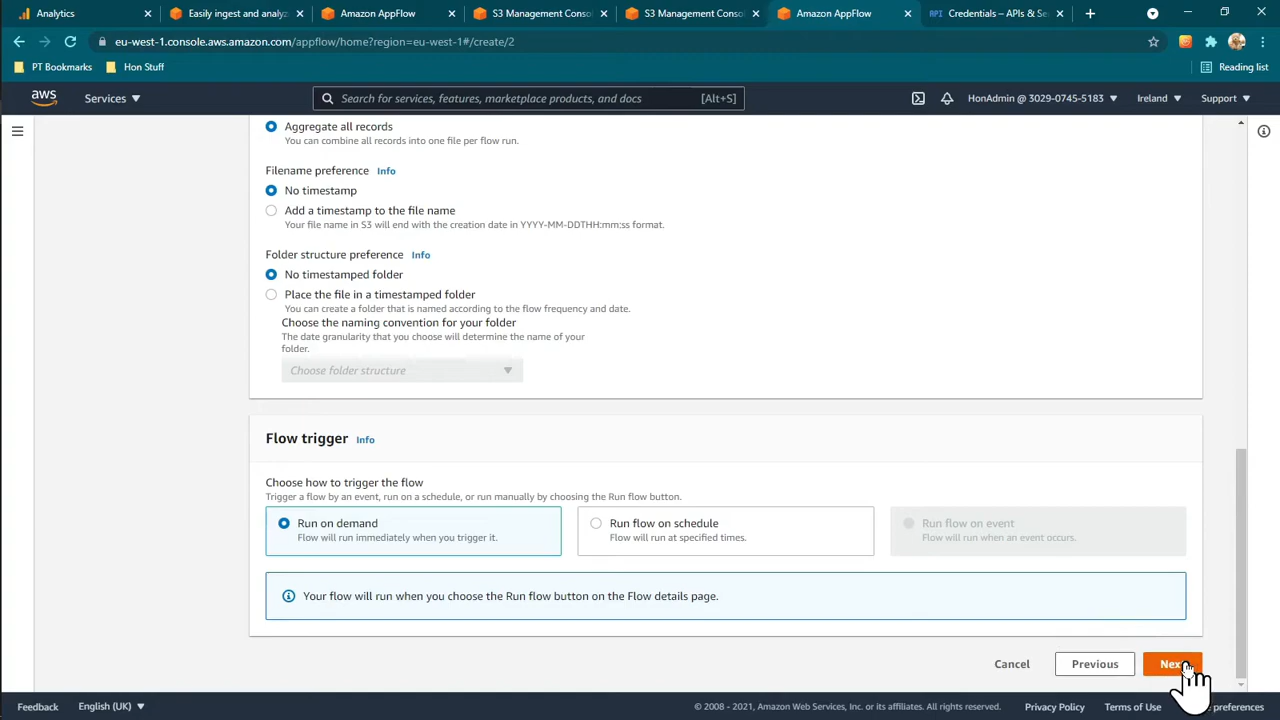 Analytics
Easily ingest and analyz
Amazon AppFlow
S3 Management Conso
S3 Management Conso
Amazon AppFlow
API
Credentials – APIs & Se
eu-west-1.console.aws.amazon.com/appflow/home?region=eu-west-1#/create/2
PT Bookmarks
Hon Stuff
Reading list
aws
Services
Search for services, features, marketplace products, and docs
[Alt+S]
HonAdmin @ 3029-0745-5183
Ireland
Support
Aggregate all records
You can combine all records into one file per flow run.
Filename preference Info
No timestamp
Add a timestamp to the file name
Your file name in S3 will end with the creation date in YYYY-MM-DDTHH:mm:ss format.
Folder structure preference Info
No timestamped folder
Place the file in a timestamped folder
You can create a folder that is named according to the flow frequency and date.
Choose the naming convention for your folder
The date granularity that you choose will determine the name of your
folder.
Choose folder structure
Flow trigger Info
Choose how to trigger the flow
Trigger a flow by an event, run on a schedule, or run manually by choosing the Run flow button.
Run on demand
Flow will run immediately when you trigger it.
Run flow on schedule
Flow will run at specified times.
Run flow on event
Flow will run when an event occurs.
Your flow will run when you choose the Run flow button on the Flow details page.
Cancel
Previous
Nex
Feedback
English (UK)
© 2008 - 2021, Amazon Web Services, Inc. or its affiliates. All rights reserved.
Privacy Policy
Terms of Use
preferences